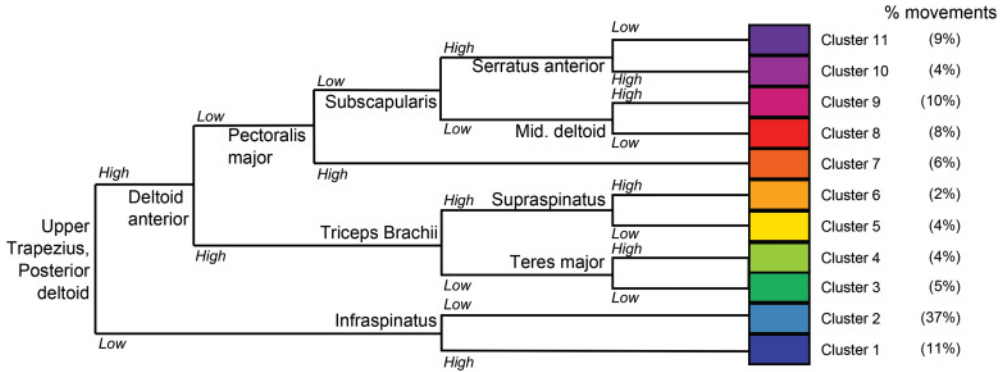 % movements
Low
Cluster 11 (9%)
High
Serratus anterior
Low
High
Cluster 10 (4%)
Subscapularis
High
Cluster 9 (10%)
Low
Pectoralis
major
Low
Mid. deltoid
Low
Cluster 8 (8%)
High
Cluster 7 (6%)
High
Deltoid
anterior
High
Supraspinatus
High
Cluster 6 (2%)
Upper
Trapezius,
Posterior
deltoid
High
Triceps Brachii
Low
Cluster 5 (4%)
Low
Teres major
High
Cluster 4 (4%)
Low
Cluster 3 (5%)
Low
Infraspinatus
Low
Cluster 2 (37%)
High
Cluster 1 (11%)